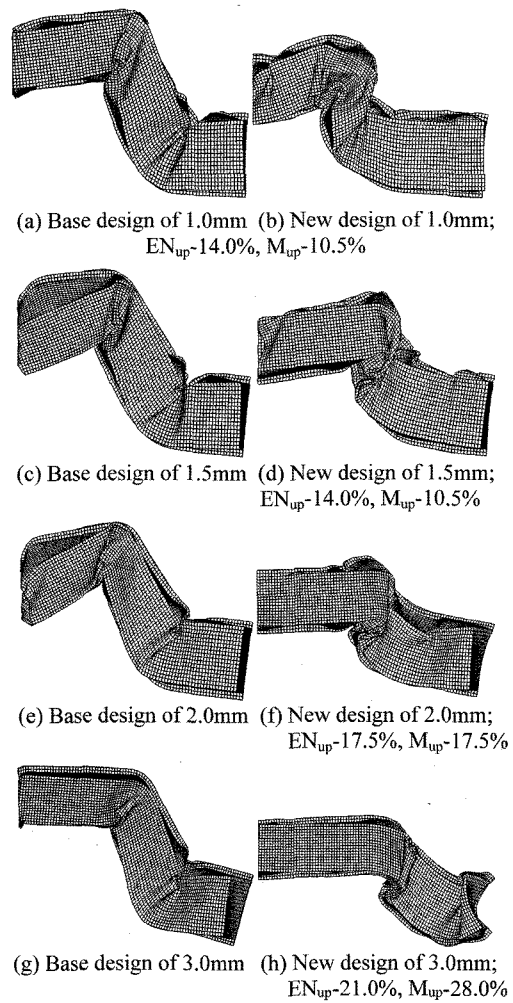 (a) Base design of 1.0mm (b) New design of 1.0mm;
ENup-14.0%, Mup-10.5%
(c) Base design of 1.5mm (d) New design of 1.5mm;
ENup-14.0%, Mup-10.5%
(e) Base design of 2.0mm (f) New design of 2.0mm;
ENup-17.5%, Mup-17.5%
(g) Base design of 3.0mm (h) New design of 3.0mm;
ENup-21.0%, Mup-28.0%